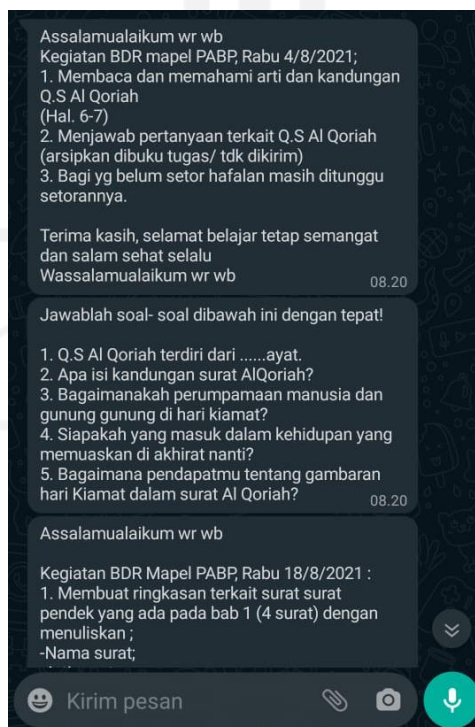 Assalamualaikum wr wb
Kegiatan BDR mapel PABP, Rabu 4/8/2021;
1. Membaca dan memahami arti dan kandungan
Q.S Al Qoriah
(Hal. 6-7)
2. Menjawab pertanyaan terkait Q.S Al Qoriah
(arsipkan dibuku tugas/ tdk dikirim)
3. Bagi yg belum setor hafalan masih ditunggu
setorannya.
Terima kasih, selamat belajar tetap semangat
dan salam sehat selalu
Wassalamualaikum wr wb
08.20
Jawablah soal- soal dibawah ini dengan tepat!
1. Q.S Al Qoriah terdiri dari ......ayat.
2. Apa isi kandungan surat AlQoriah?
3. Bagaimanakah perumpamaan manusia dan
gunung gunung di hari kiamat?
4. Siapakah yang masuk dalam kehidupan yang
memuaskan di akhirat nanti?
5. Bagaimana pendapatmu tentang gambaran
hari Kiamat dalam surat Al Qoriah?
08.20
Assalamualaikum wr wb
Kegiatan BDR Mapel PABP, Rabu 18/8/2021 :
1. Membuat ringkasan terkait surat surat
pendek yang ada pada bab 1 (4 surat) dengan
menuliskan ;
-Nama surat;
Kirim pesan